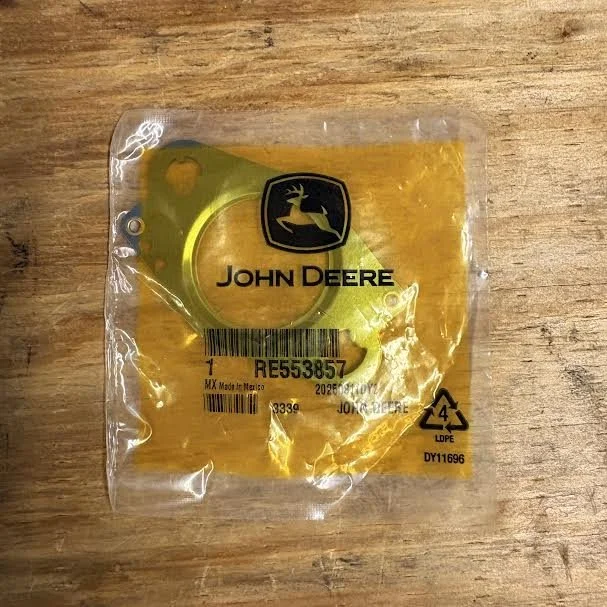 JOHN DEERE
1 RE553857
MX Made in Mexico
3339 JOHN DEERE
4
LDPE
DY11696